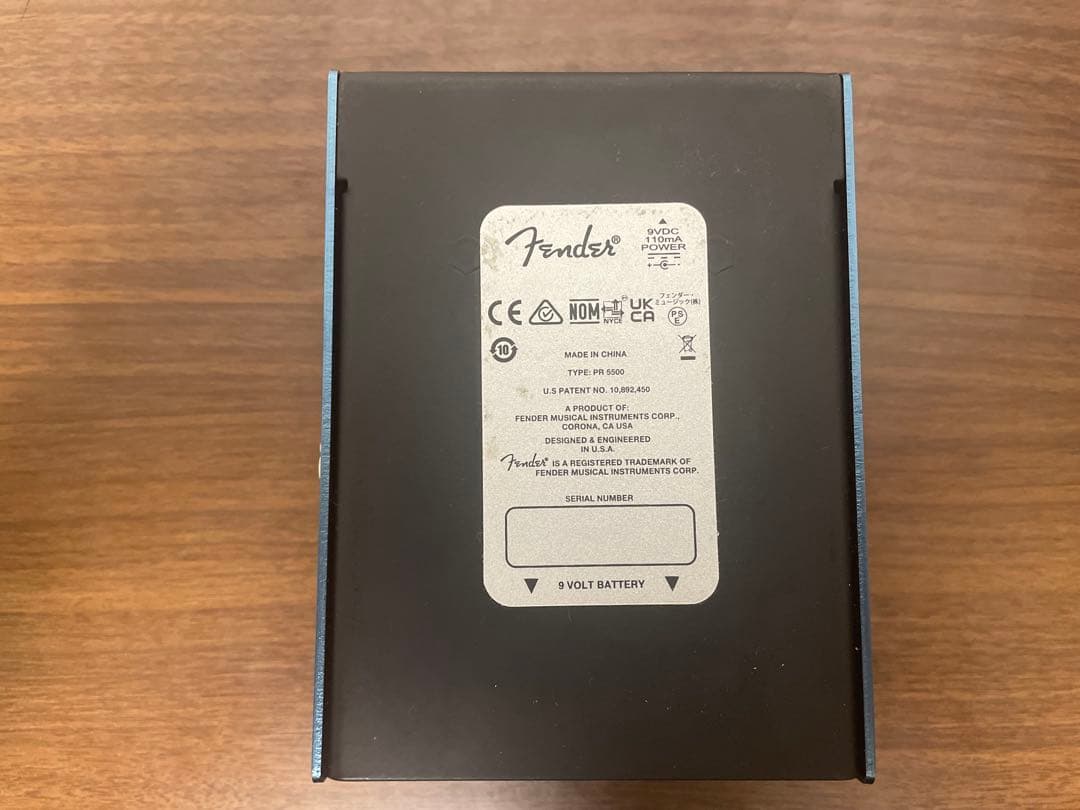 Fender®
9VDC
110mA
POWER
CE
NOM
NYCE
UK
CA
フェンダー・
ミュージック(株)
PS
E
10
MADE IN CHINA
TYPE: PR 5500
U.S PATENT NO. 10,892,450
A PRODUCT OF:
FENDER MUSICAL INSTRUMENTS CORP.,
CORONA, CA USA
DESIGNED & ENGINEERED
IN U.S.A.
Fender® IS A REGISTERED TRADEMARK OF
FENDER MUSICAL INSTRUMENTS CORP.
SERIAL NUMBER
9 VOLT BATTERY